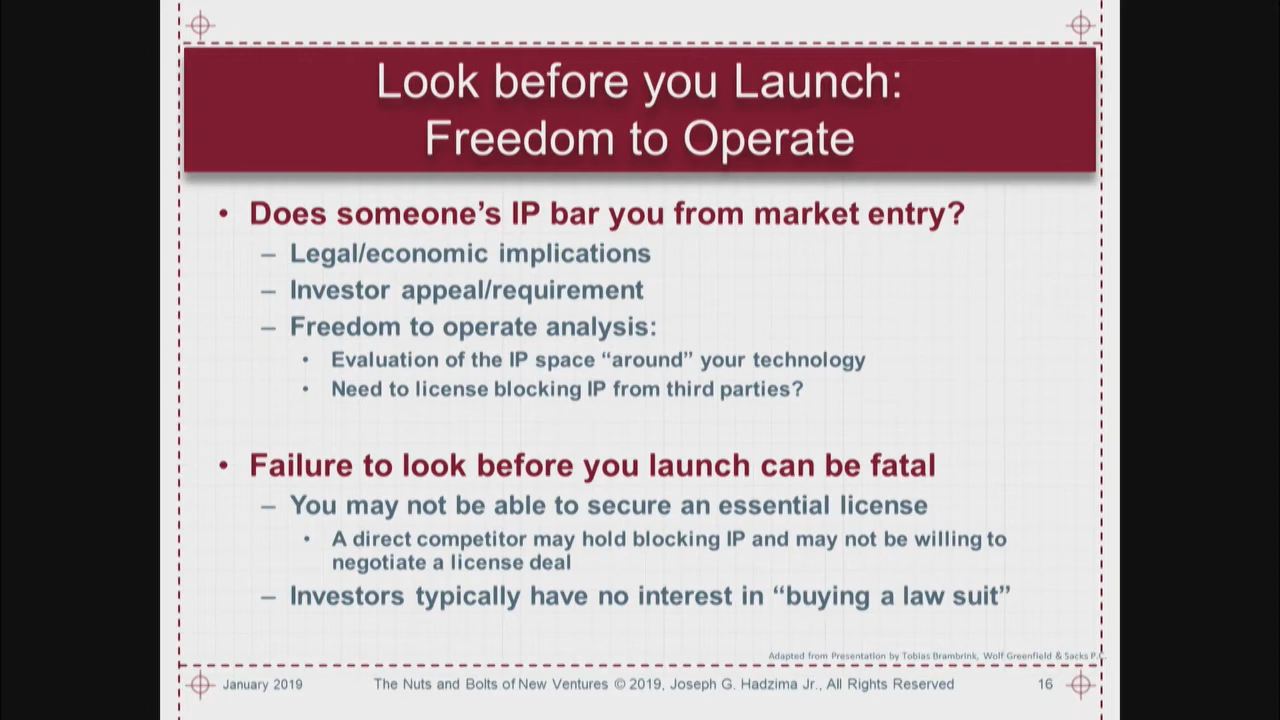 Look before you Launch:
Freedom to Operate
• Does someone’s IP bar you from market entry?
– Legal/economic implications
– Investor appeal/requirement
– Freedom to operate analysis:
• Evaluation of the IP space “around” your technology
• Need to license blocking IP from third parties?
• Failure to look before you launch can be fatal
– You may not be able to secure an essential license
• A direct competitor may hold blocking IP and may not be willing to
negotiate a license deal
– Investors typically have no interest in “buying a law suit”
Adapted from Presentation by Tobias Brambrink, Wolf Greenfield & Sacks P.C.
January 2019 The Nuts and Bolts of New Ventures © 2019, Joseph G. Hadzima Jr., All Rights Reserved 16